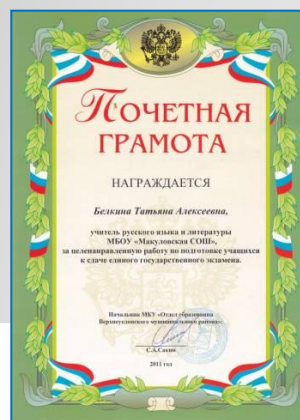 ПОЧЕТНАЯ
ГРАМОТА
НАГРАЖДАЕТСЯ
Белкина Татьяна Алексеевна,
учитель русского языка и литературы
МБОУ «Макуловская СОШ»,
за целенаправленную работу по подготовке учащихся
к сдаче единого государственного экзамена.
Начальник МКУ «Отдел образования
Верхнеуслонского муниципального района»:
2011 год